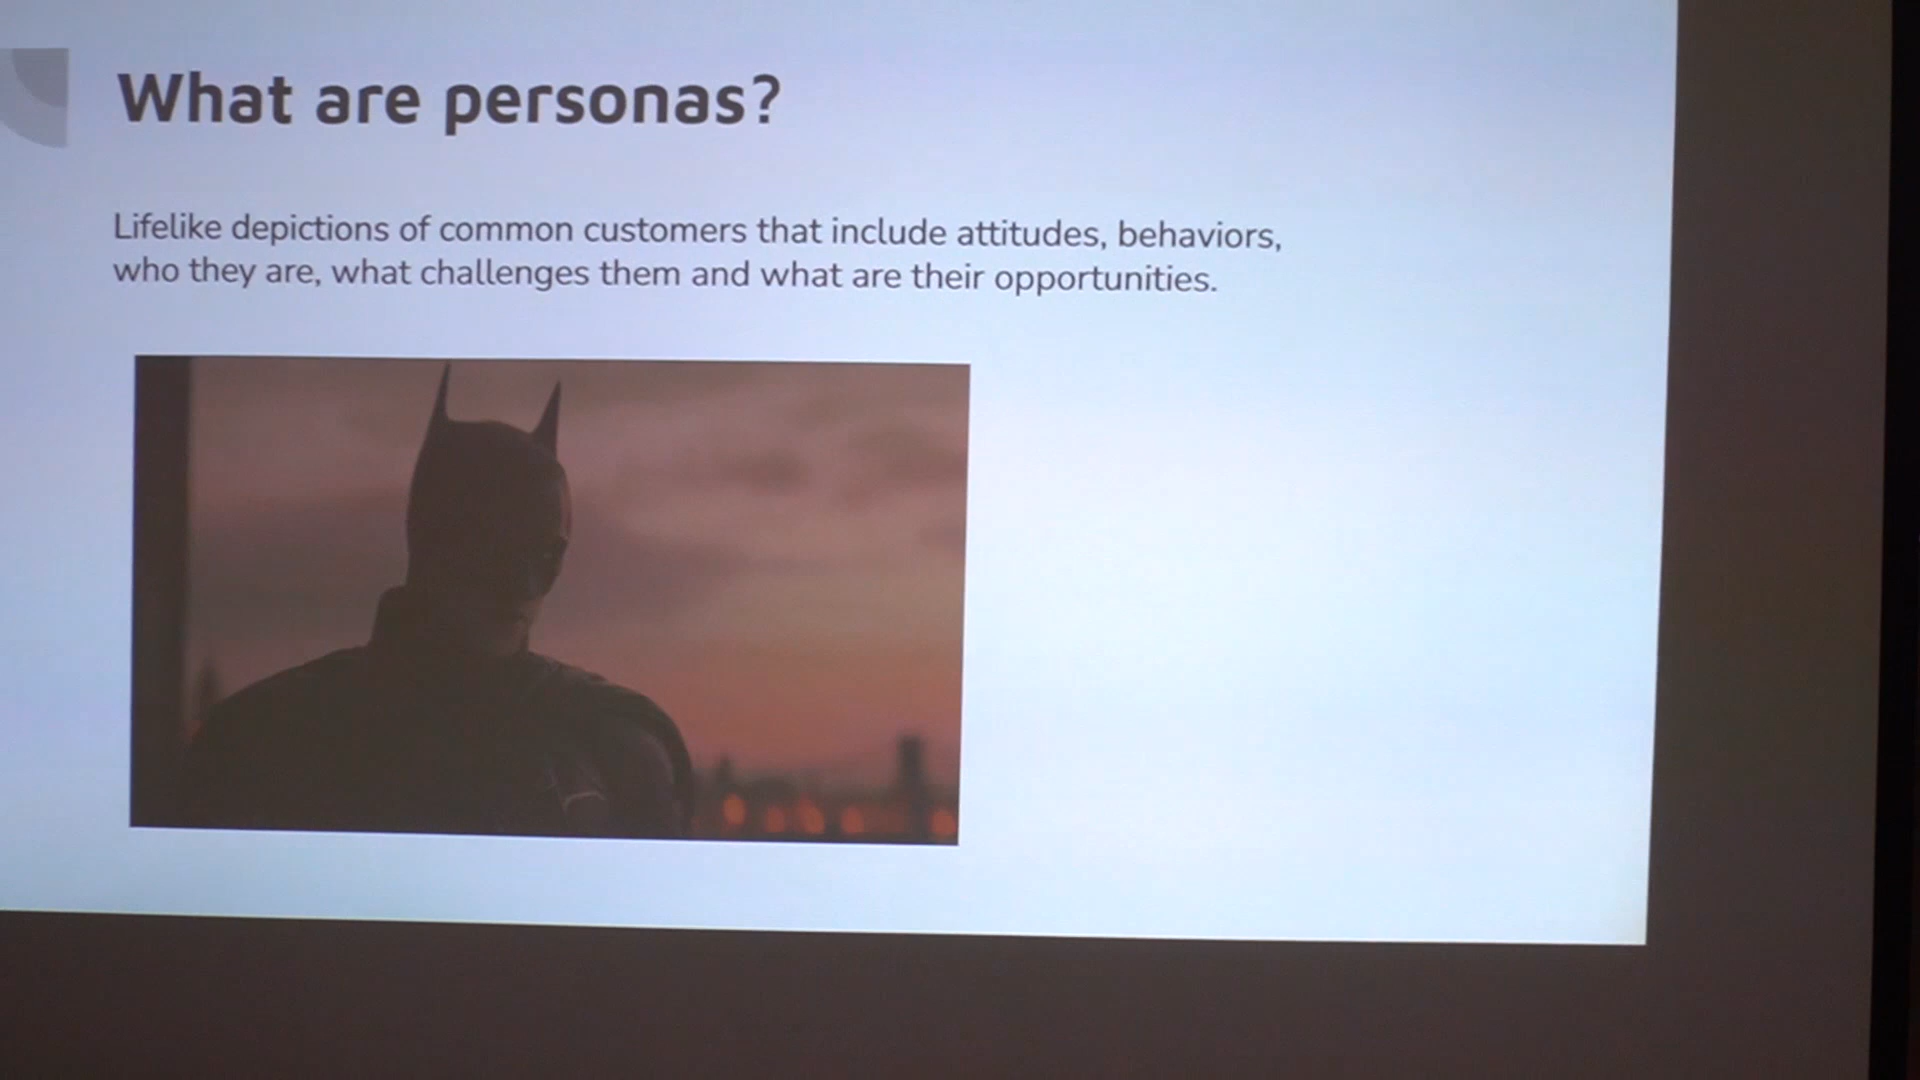 What are personas?
Lifelike depictions of common customers that include attitudes, behaviors,
who they are, what challenges them and what are their opportunities.